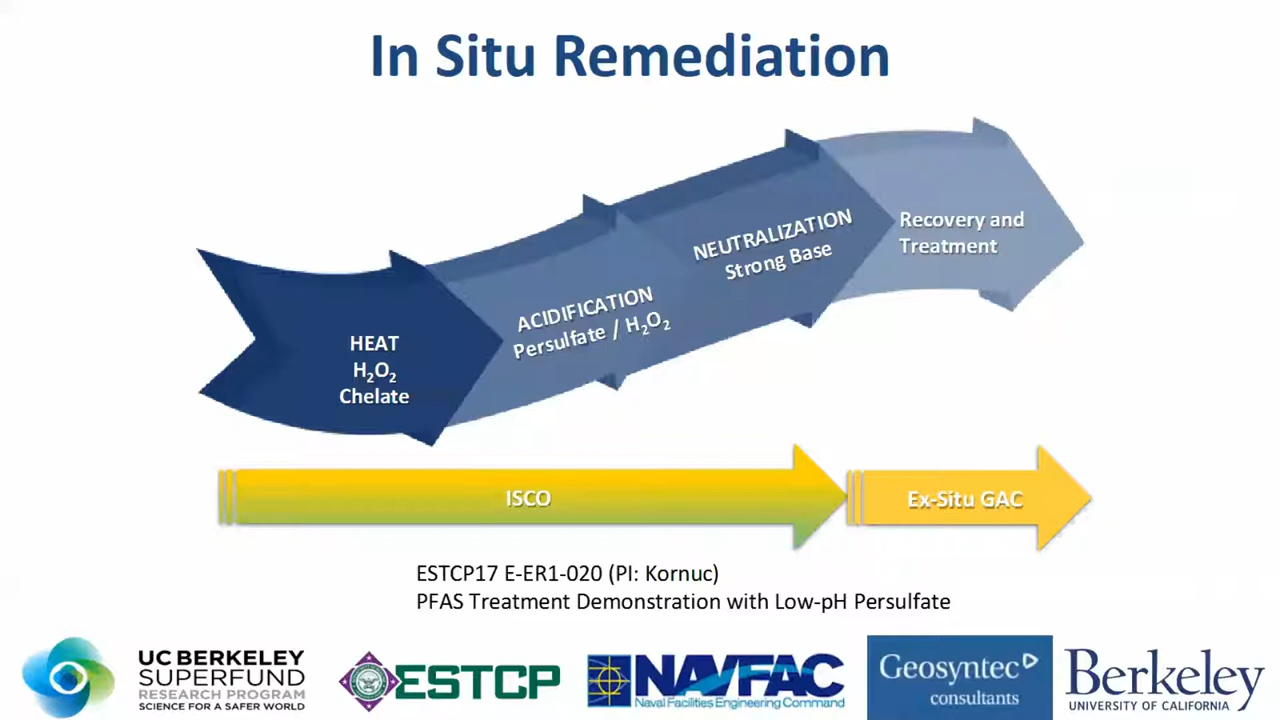 In Situ Remediation
HEAT
H₂O₂
Chelate
ACIDIFICATION
Persulfate / H₂O₂
NEUTRALIZATION
Strong Base
Recovery and
Treatment
ISCO
Ex-Situ GAC
ESTCP17 E-ER1-020 (PI: Kornuc)
PFAS Treatment Demonstration with Low-pH Persulfate
UC BERKELEY
SUPERFUND
RESEARCH PROGRAM
SCIENCE FOR A SAFER WORLD
ESTCP
NAVFAC
Naval Facilities Engineering Command
Geosyntec
consultants
Berkeley
UNIVERSITY OF CALIFORNIA